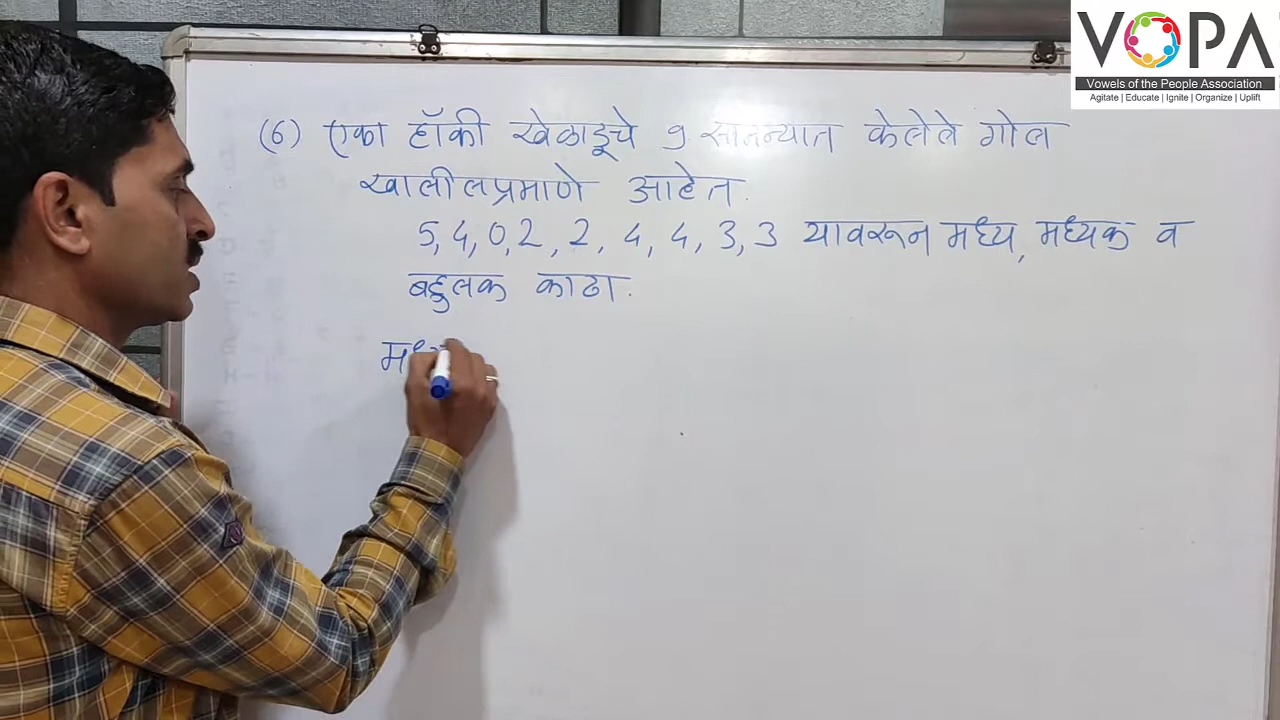 VOPA
Vowels of the People Association
Agitate | Educate | Ignite | Organize | Uplift
(6) एका हॉकी खेळाडूचे 9 सामन्यात केलेले गोल
खालीलप्रमाणे आहेत.
5, 4, 0, 2, 2, 4, 4, 3, 3 यावरून मध्य, मध्यक व
बहुलक काढा.